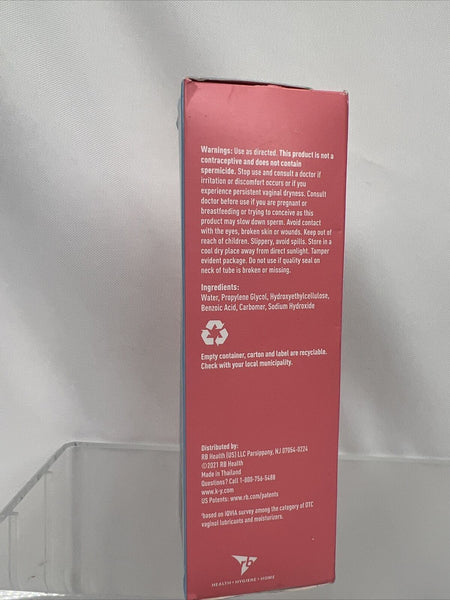 Warnings: Use as directed. This product is not a
contraceptive and does not contain
spermicide. Stop use and consult a doctor if
irritation or discomfort occurs or if you
experience persistent vaginal dryness. Consult
doctor before use if you are pregnant or
breastfeeding or trying to conceive as this
product may slow down sperm. Avoid contact
with the eyes, broken skin or wounds. Keep out of
reach of children. Slippery, avoid spills. Store in a
cool dry place away from direct sunlight. Tamper
evident package. Do not use if quality seal on
neck of tube is broken or missing.
Ingredients:
Water, Propylene Glycol, Hydroxyethylcellulose,
Benzoic Acid, Carbomer, Sodium Hydroxide
Empty container, carton and label are recyclable.
Check with your local municipality.
Distributed by:
RB Health (US) LLC Parsippany, NJ 07054-0224
©2021 RB Health
Made in Thailand
Questions? Call 1-800-756-5488
www.k-y.com
US Patents: www.rb.com/patents
*based on IQVIA survey among the category of OTC
vaginal lubricants and moisturizers.
rb
HEALTH • HYGIENE • HOME